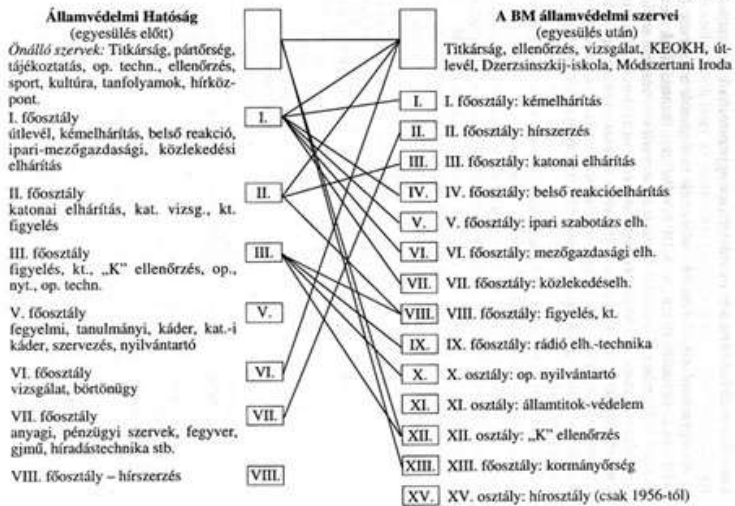 Államvédelmi Hatóság
(egyesülés előtt)
Önálló szervek: Titkárság, pártőrség,
tájékoztatás, op. techn., ellenőrzés,
sport, kultúra, tanfolyamok, hírköz-
pont.
I. főosztály
útlevél, kémelhárítás, belső reakció,
ipari-mezőgazdasági, közlekedési
elhárítás
II. főosztály
katonai elhárítás, kat. vizsg., kt.
figyelés
III. főosztály
figyelés, kt., „K" ellenőrzés, op.,
nyt., op. techn.
V. főosztály
fegyelmi, tanulmányi, káder, kat.-i
káder, szervezés, nyilvántartó
VI. főosztály
vizsgálat, börtönügy
VII. főosztály
anyagi, pénzügyi szervek, fegyver,
gjmű, híradástechnika stb.
VIII. főosztály – hírszerzés
I.
II.
III.
V.
VI.
VII.
VIII.
A BM államvédelmi szervei
(egyesülés után)
Titkárság, ellenőrzés, vizsgálat, KEOKH, út-
levél, Dzerzsinszkij-iskola, Módszertani Iroda
I. I. főosztály: kémelhárítás
II. II. főosztály: hírszerzés
III. III. főosztály: katonai elhárítás
IV. IV. főosztály: belső reakcióelhárítás
V. V. főosztály: ipari szabotázs elh.
VI. VI. főosztály: mezőgazdasági elh.
VII. VII. főosztály: közlekedéselh.
VIII. VIII. főosztály: figyelés, kt.
IX. IX. főosztály: rádió elh.-technika
X. X. osztály: op. nyilvántartó
XI. XI. osztály: államtitok-védelem
XII. XII. osztály: „K" ellenőrzés
XIII. XIII. főosztály: kormányőrség
XV. XV. osztály: hírosztály (csak 1956-tól)